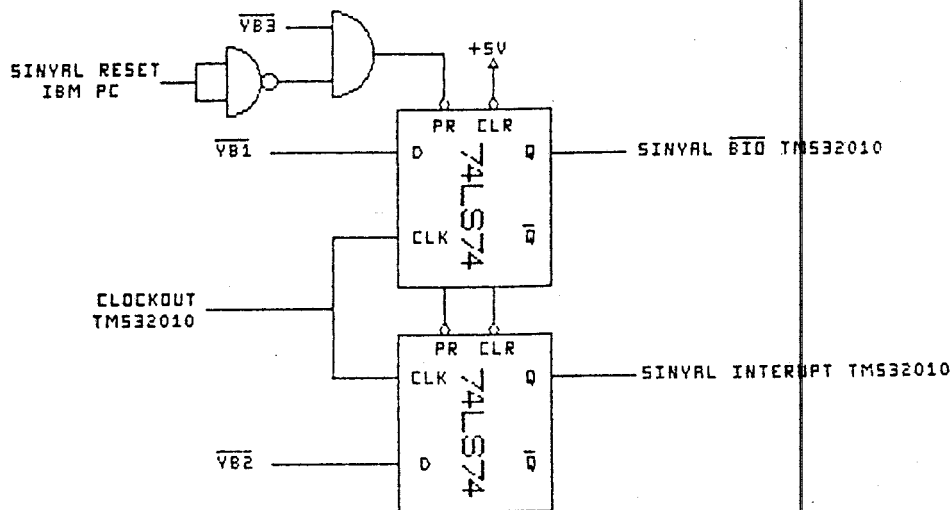 YB3
+5V
SINYAL RESET
IBM PC
PR CLR
YB1
D
Q
SINYAL BIO TMS32010
74LS74
CLK
Q
CLOCKOUT
TMS32010
PR CLR
CLK
Q
SINYAL INTERUPT TMS32010
74LS74
YB2
D
Q